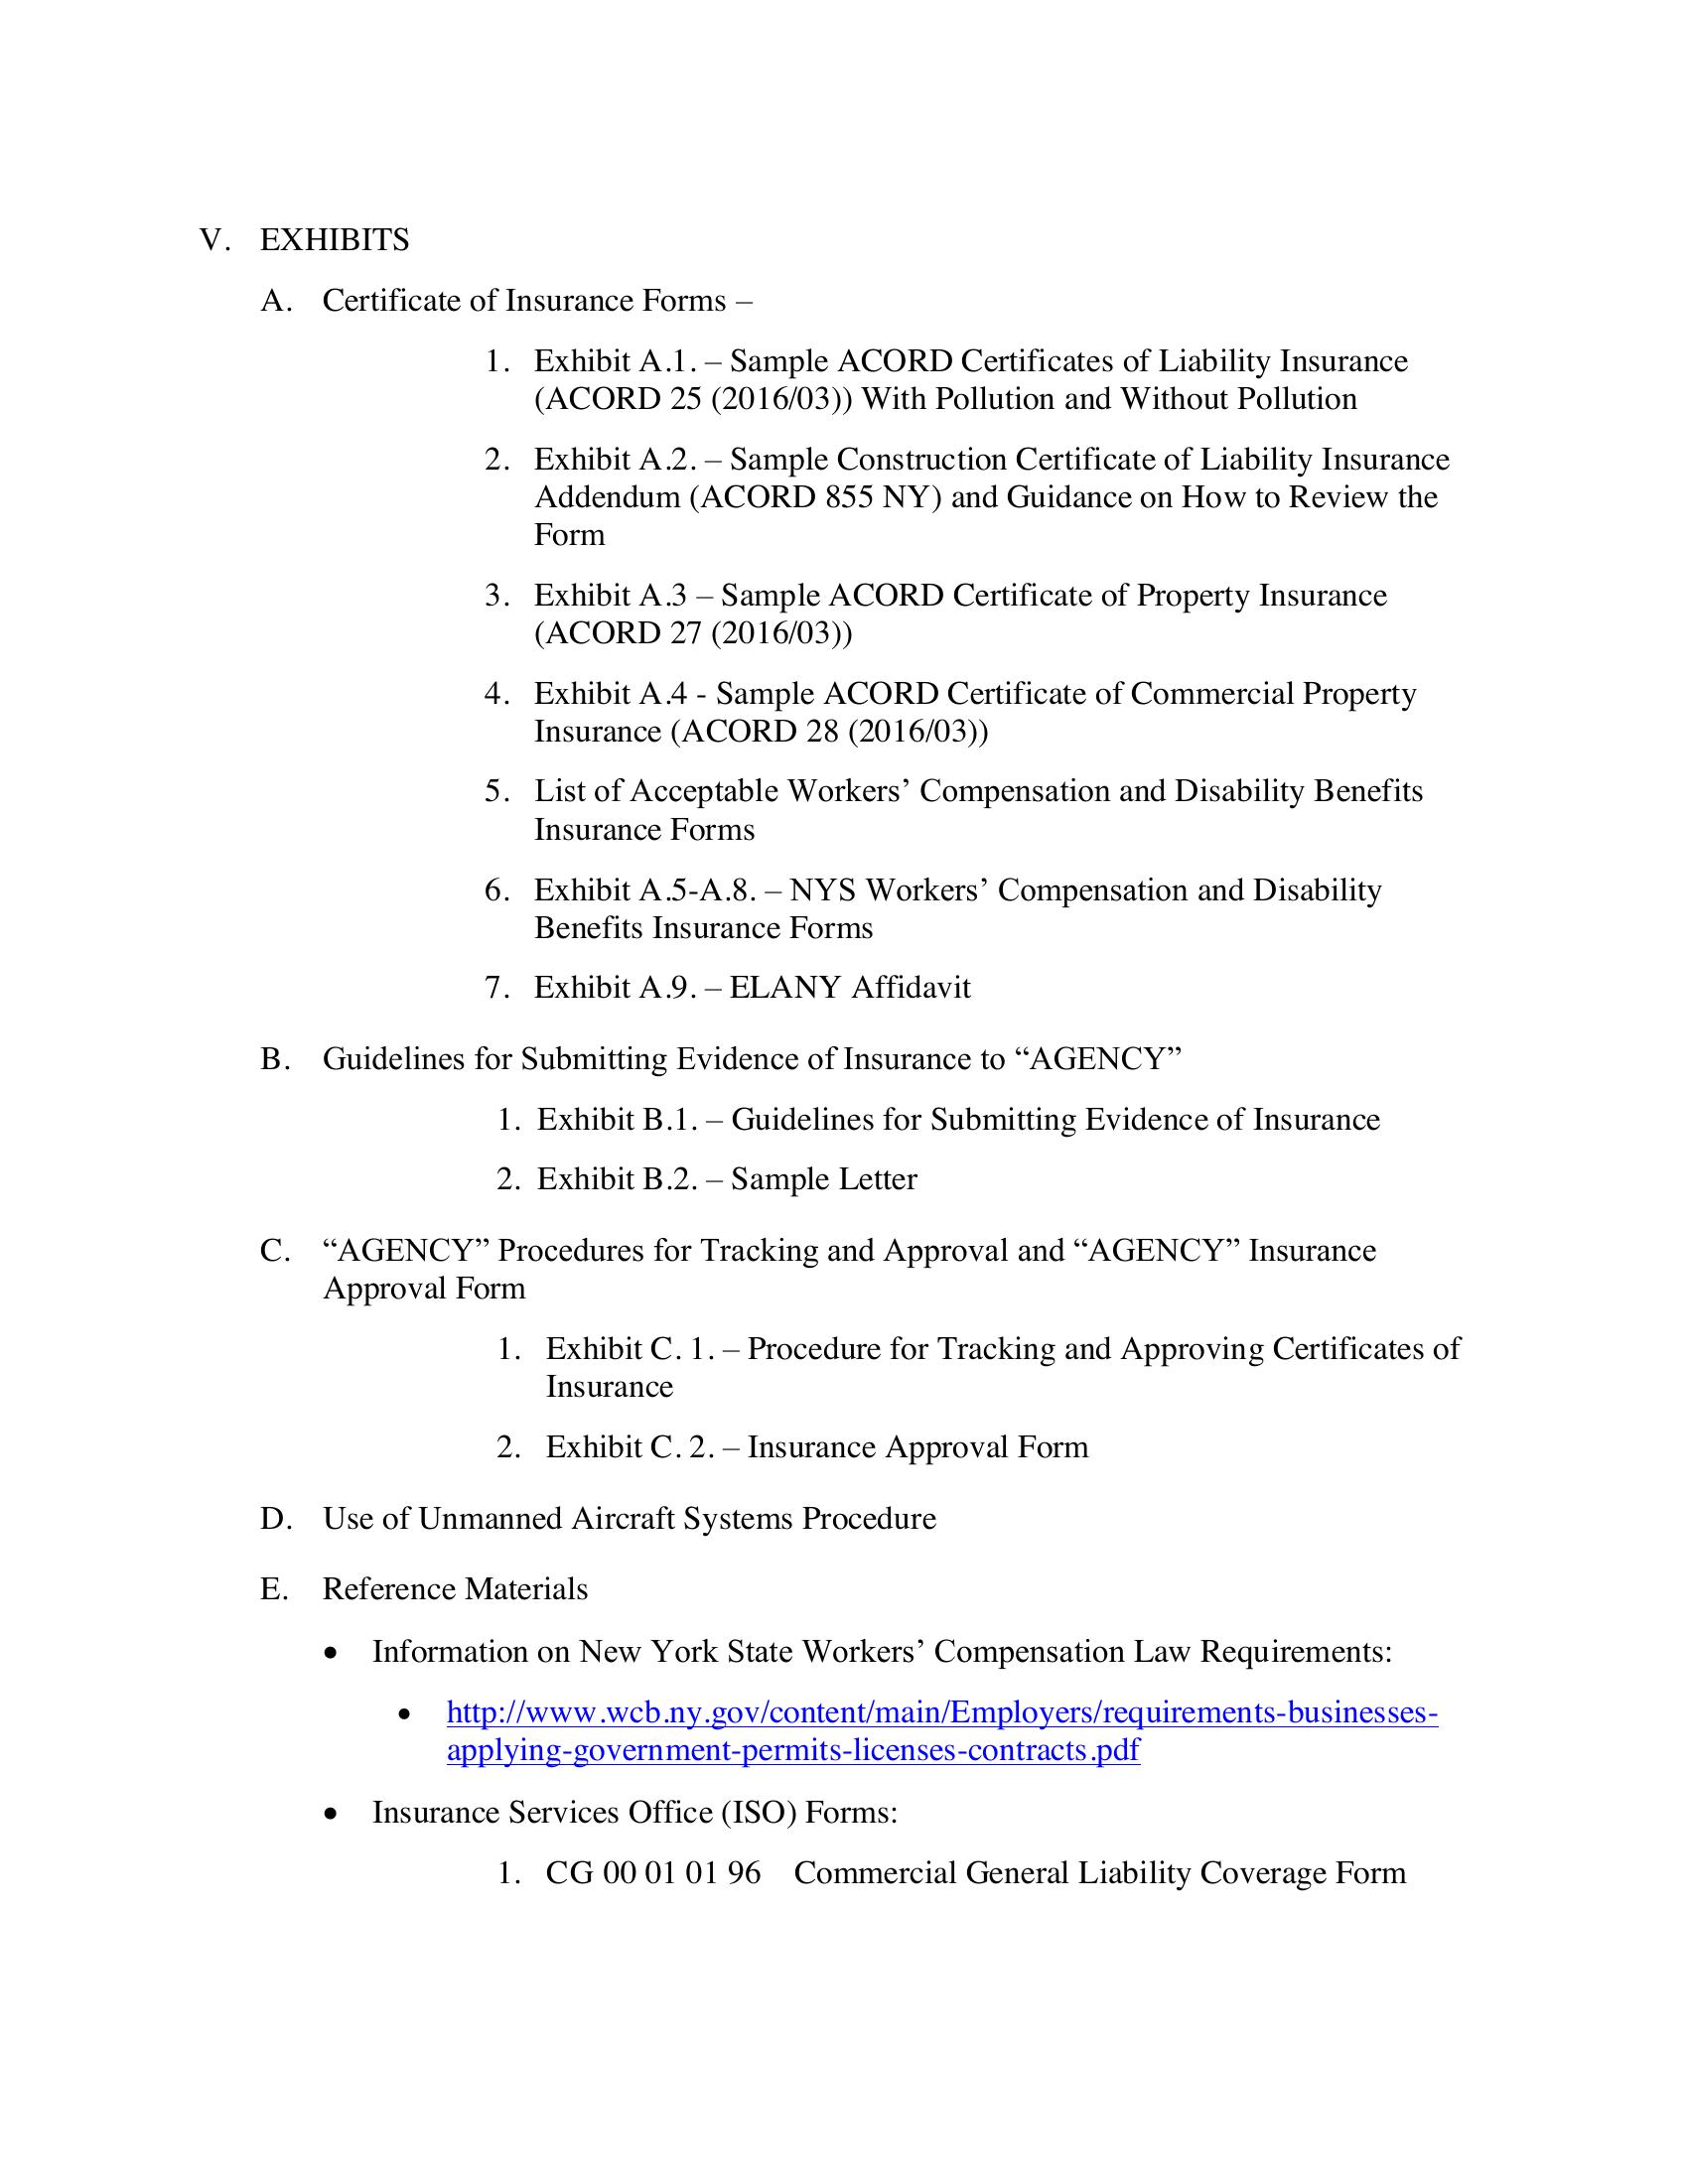 V. EXHIBITS
A. Certificate of Insurance Forms –
1. Exhibit A.1. – Sample ACORD Certificates of Liability Insurance
(ACORD 25 (2016/03)) With Pollution and Without Pollution
2. Exhibit A.2. – Sample Construction Certificate of Liability Insurance
Addendum (ACORD 855 NY) and Guidance on How to Review the
Form
3. Exhibit A.3 – Sample ACORD Certificate of Property Insurance
(ACORD 27 (2016/03))
4. Exhibit A.4 - Sample ACORD Certificate of Commercial Property
Insurance (ACORD 28 (2016/03))
5. List of Acceptable Workers’ Compensation and Disability Benefits
Insurance Forms
6. Exhibit A.5-A.8. – NYS Workers’ Compensation and Disability
Benefits Insurance Forms
7. Exhibit A.9. – ELANY Affidavit
B. Guidelines for Submitting Evidence of Insurance to “AGENCY”
1. Exhibit B.1. – Guidelines for Submitting Evidence of Insurance
2. Exhibit B.2. – Sample Letter
C. “AGENCY” Procedures for Tracking and Approval and “AGENCY” Insurance
Approval Form
1. Exhibit C. 1. – Procedure for Tracking and Approving Certificates of
Insurance
2. Exhibit C. 2. – Insurance Approval Form
D. Use of Unmanned Aircraft Systems Procedure
E. Reference Materials
• Information on New York State Workers’ Compensation Law Requirements:
• http://www.wcb.ny.gov/content/main/Employers/requirements-businesses-
applying-government-permits-licenses-contracts.pdf
• Insurance Services Office (ISO) Forms:
1. CG 00 01 01 96 Commercial General Liability Coverage Form